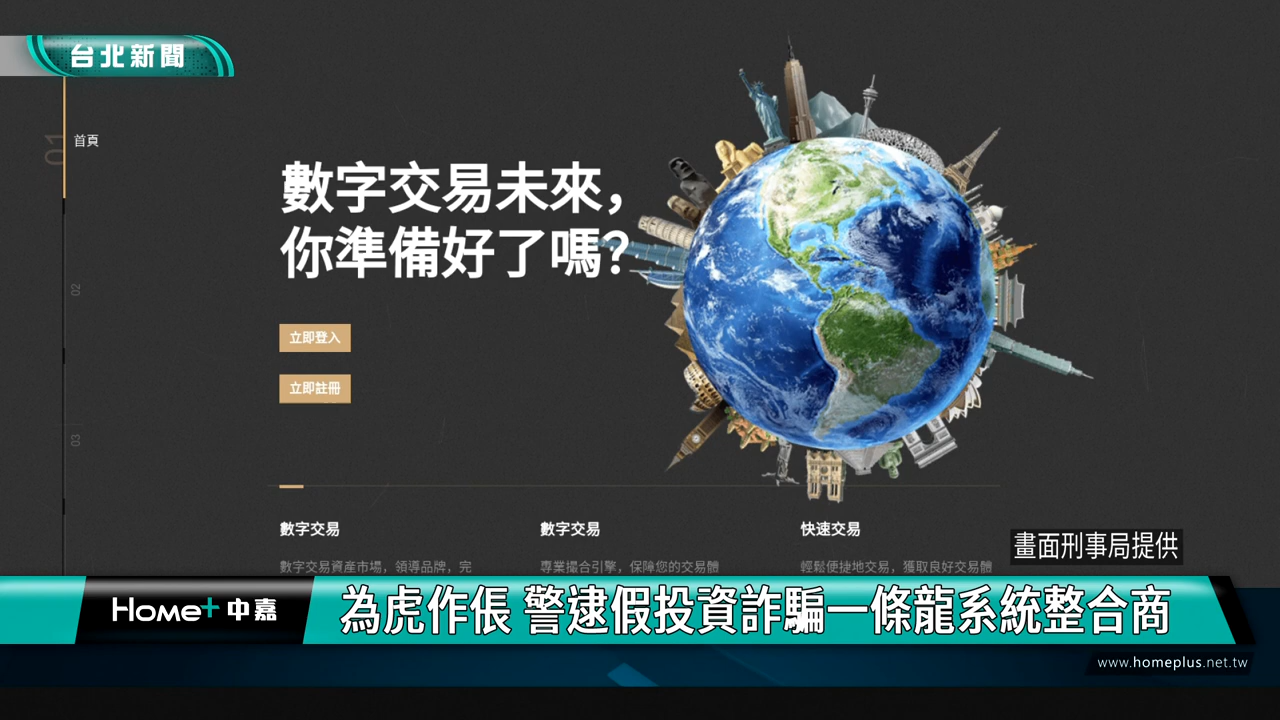 台北新聞
01
首頁
數字交易未來,
你準備好了嗎?
立即登入
02
立即註冊
03
數字交易
數字交易
快速交易
數字交易資產市場，領導品牌，完
專業撮合引擎，保障您的交易體
輕鬆便捷地交易，獲取良好交易體
畫面刑事局提供
Home+中嘉
為虎作倀 警逮假投資詐騙一條龍系統整合商
www.homeplus.net.tw